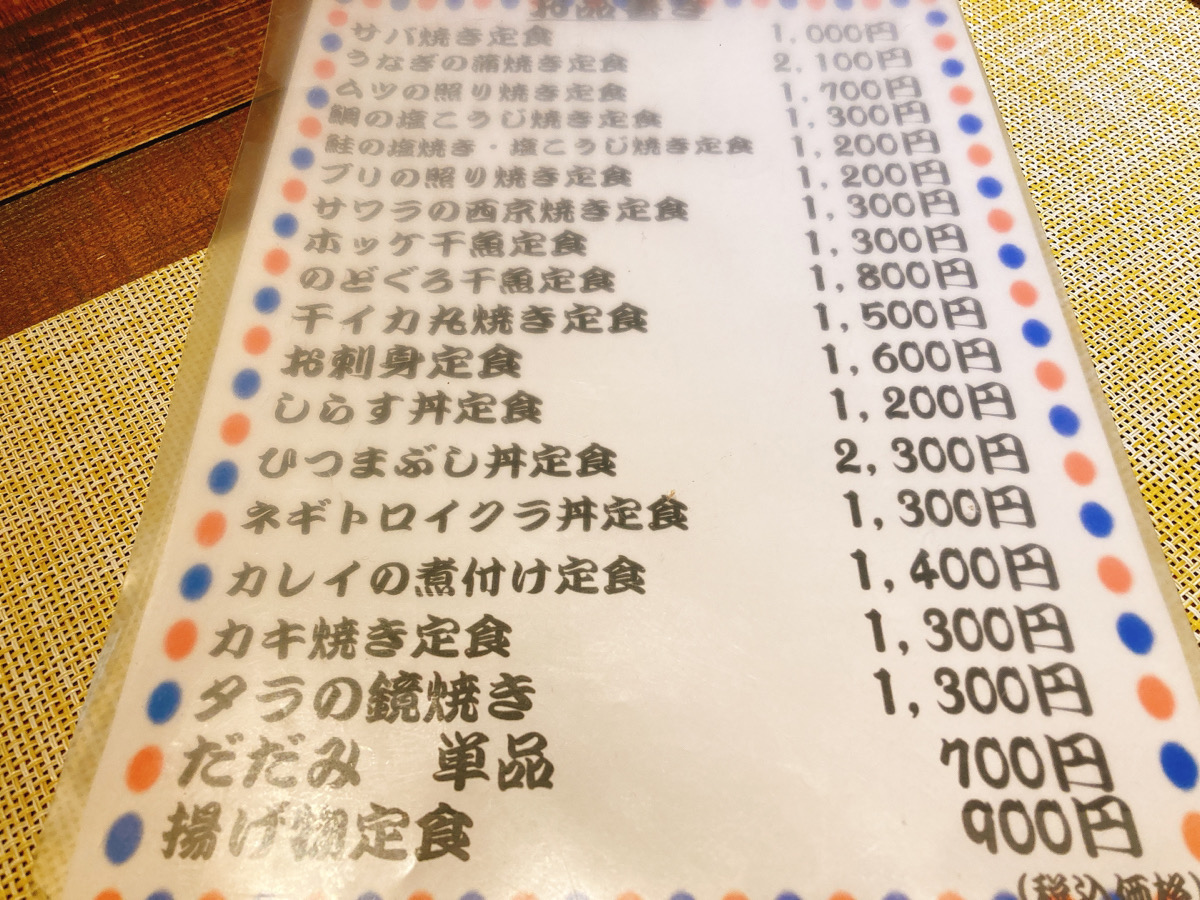 お品書き
サバ焼き定食 1,000円
うなぎの蒲焼き定食 2,100円
ムツの照り焼き定食 1,700円
鯛の塩こうじ焼き定食 1,300円
鮭の塩焼き・塩こうじ焼き定食 1,200円
ブリの照り焼き定食 1,200円
サワラの西京焼き定食 1,300円
ホッケ干魚定食 1,300円
のどぐろ干魚定食 1,800円
干イカ丸焼き定食 1,500円
お刺身定食 1,600円
しらす丼定食 1,200円
ひつまぶし丼定食 2,300円
ネギトロイクラ丼定食 1,300円
カレイの煮付け定食 1,400円
カキ焼き定食 1,300円
タラの鏡焼き 1,300円
だだみ 単品 700円
揚げ物定食 900円
(税込価格)